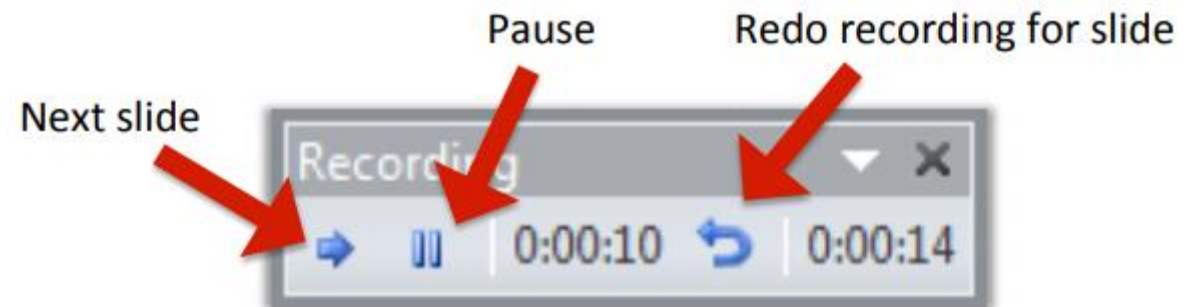 Pause
Redo recording for slide
Next slide
Recording
0:00:10
0:00:14